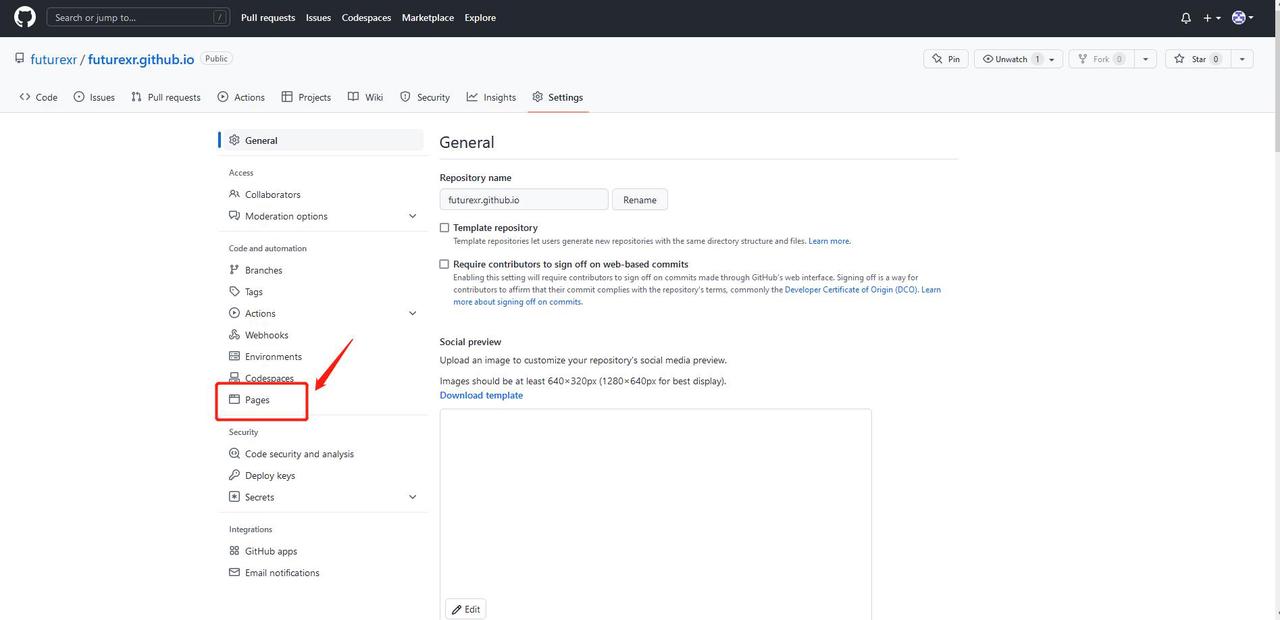 Search or jump to... /
Pull requests Issues Codespaces Marketplace Explore
futurexr / futurexr.github.io Public
Pin Unwatch 1 Fork 0 Star 0
Code Issues Pull requests Actions Projects Wiki Security Insights Settings
General
Access
Collaborators
Moderation options
Code and automation
Branches
Tags
Actions
Webhooks
Environments
Codespaces
Pages
Security
Code security and analysis
Deploy keys
Secrets
Integrations
GitHub apps
Email notifications
General
Repository name
futurexr.github.io Rename
Template repository
Template repositories let users generate new repositories with the same directory structure and files. Learn more.
Require contributors to sign off on web-based commits
Enabling this setting will require contributors to sign off on commits made through GitHub's web interface. Signing off is a way for
contributors to affirm that their commit complies with the repository's terms, commonly the Developer Certificate of Origin (DCO). Learn
more about signing off on commits.
Social preview
Upload an image to customize your repository's social media preview.
Images should be at least 640×320px (1280×640px for best display).
Download template
Edit